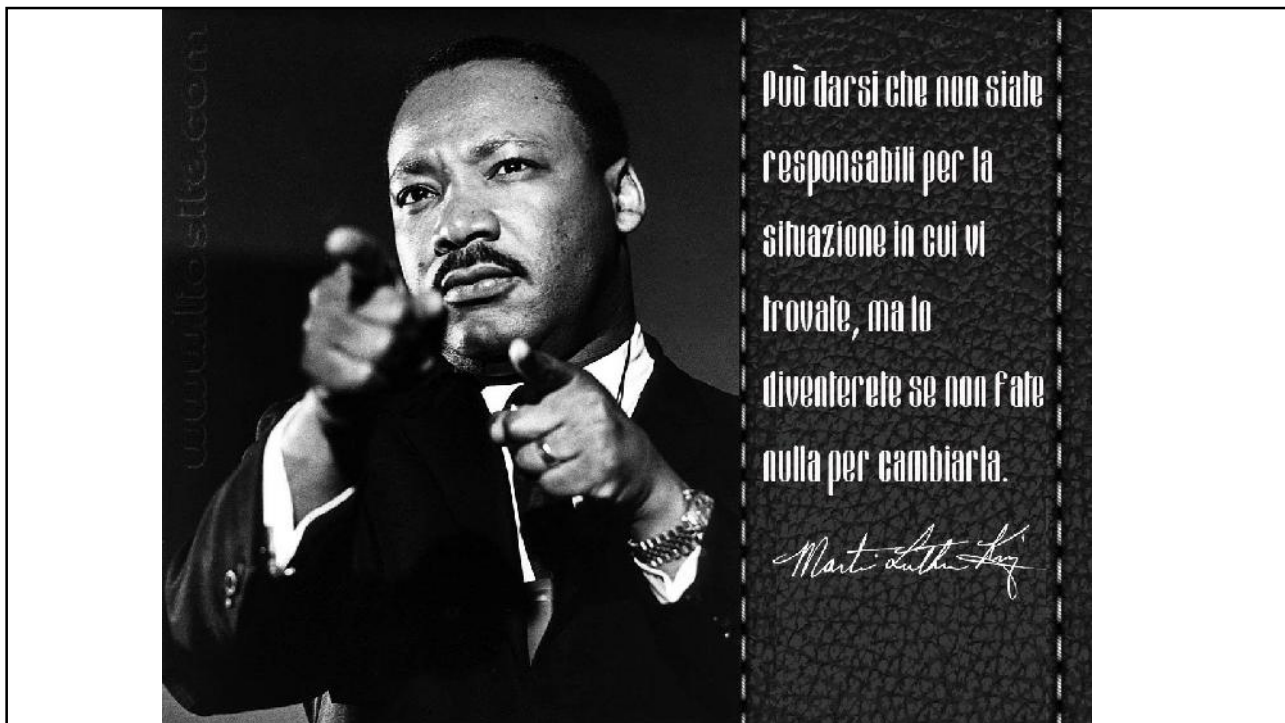 Può darsi che non siate
responsabili per la
situazione in cui vi
trovate, ma lo
diventerete se non fate
nulla per cambiarla.
Martin Luther King